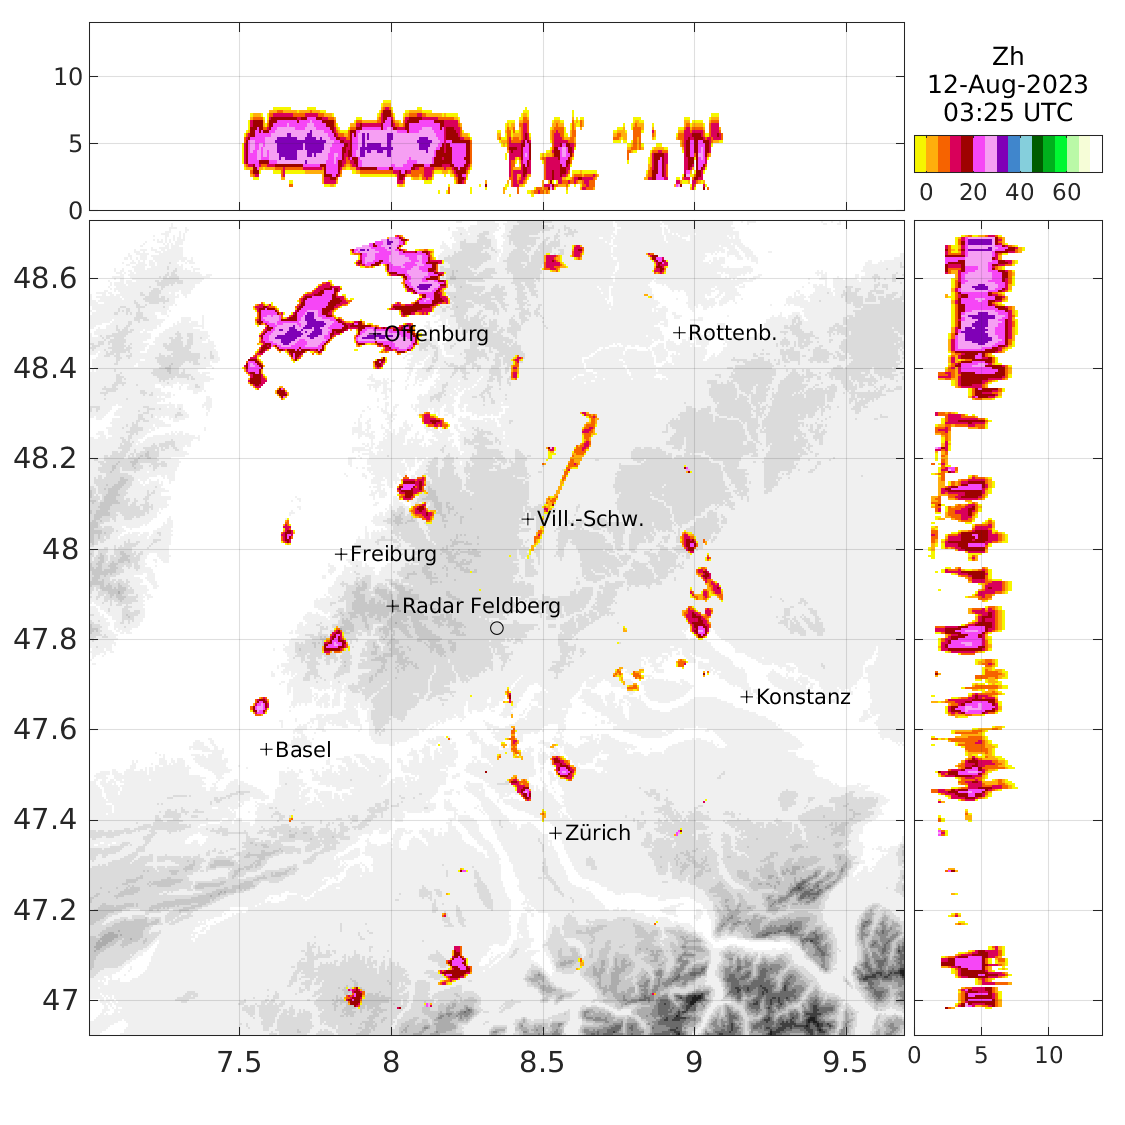 Zh
12-Aug-2023
03:25 UTC
0 20 40 60
10
5
0
48.6
48.4
48.2
48
47.8
47.6
47.4
47.2
47
Offenburg
Rottenb.
Vill.-Schw.
Freiburg
Radar Feldberg
Konstanz
Basel
Zürich
7.5 8 8.5 9 9.5
0 5 10